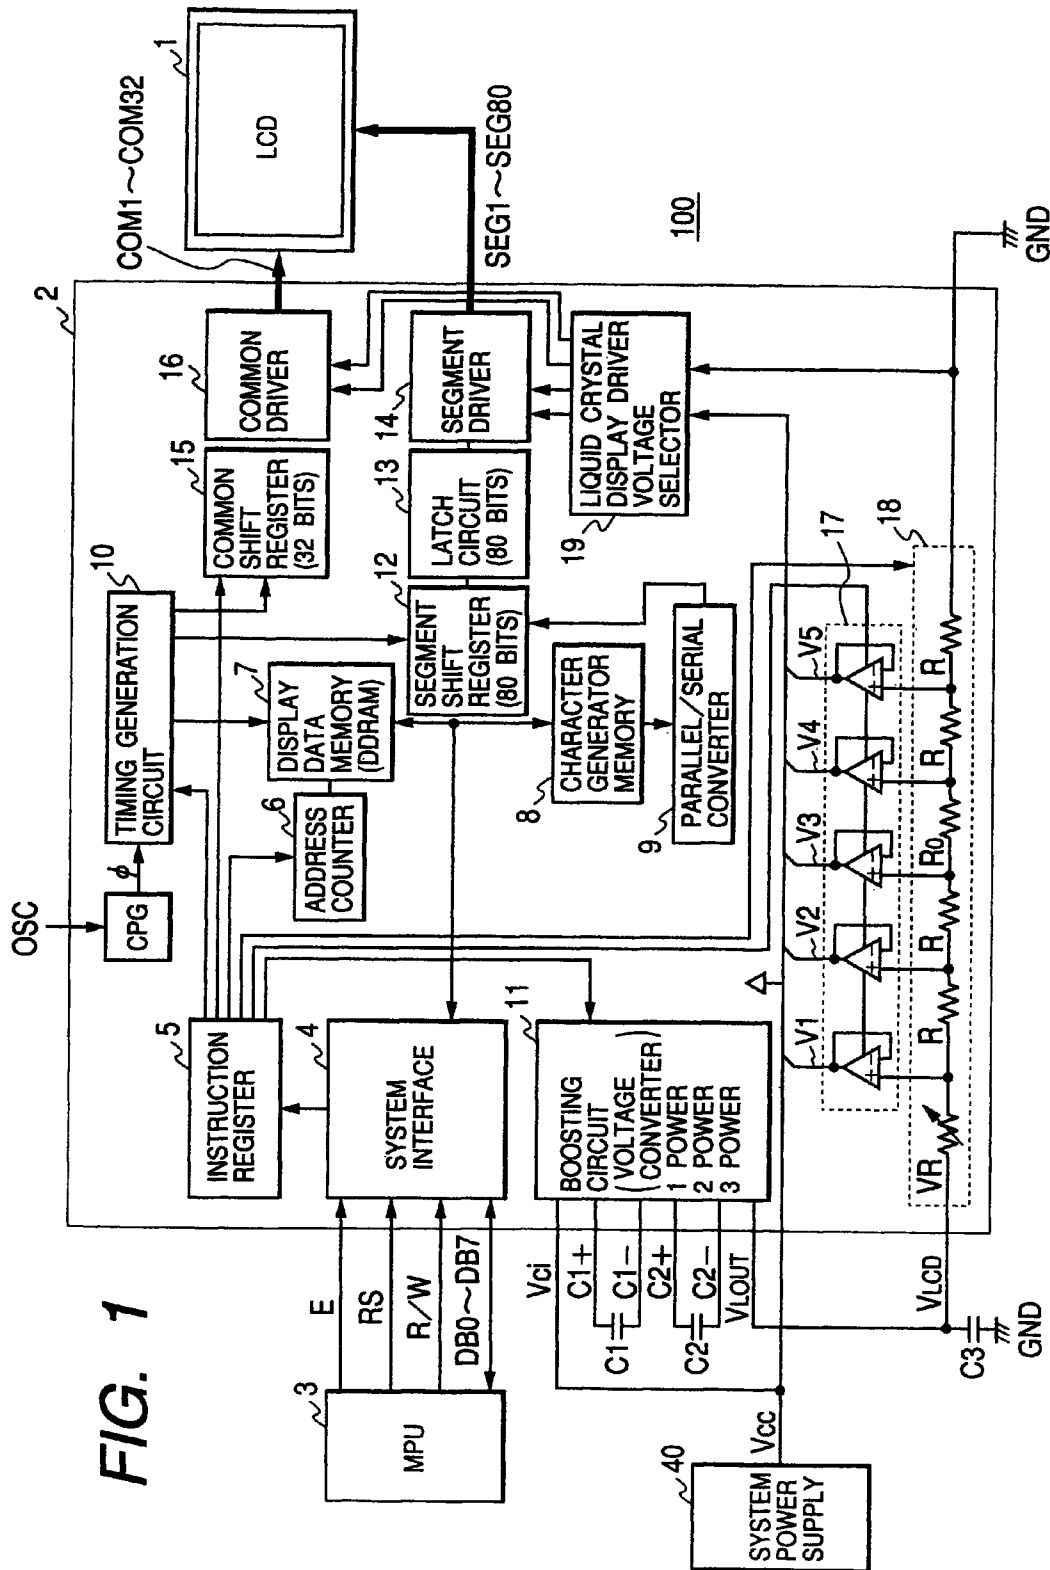 FIG. 1
OSC
CPG
φ
TIMING GENERATION
CIRCUIT
10
2
COM1~COM32
1
LCD
SEG1~SEG80
100
COMMON
SHIFT
REGISTER
(32 BITS)
15
COMMON
DRIVER
16
5
INSTRUCTION
REGISTER
6
ADDRESS
COUNTER
7
DISPLAY
DATA
MEMORY
(DDRAM)
12
SEGMENT
SHIFT
REGISTER
(80 BITS)
13
LATCH
CIRCUIT
(80 BITS)
14
SEGMENT
DRIVER
3
MPU
E
RS
R/W
DB0~DB7
4
SYSTEM
INTERFACE
8
CHARACTER
GENERATOR
MEMORY
9
PARALLEL/SERIAL
CONVERTER
19
LIQUID CRYSTAL
DISPLAY DRIVER
VOLTAGE
SELECTOR
11
BOOSTING
CIRCUIT
(VOLTAGE
CONVERTER)
1 POWER
2 POWER
3 POWER
Vci
C1+
C1
C1-
C2+
C2
C2-
VLOUT
40
SYSTEM
POWER
SUPPLY
Vcc
V1
V2
V3
V4
V5
17
18
VLCD
VR
R
R
R0
R
R
C3
GND
GND